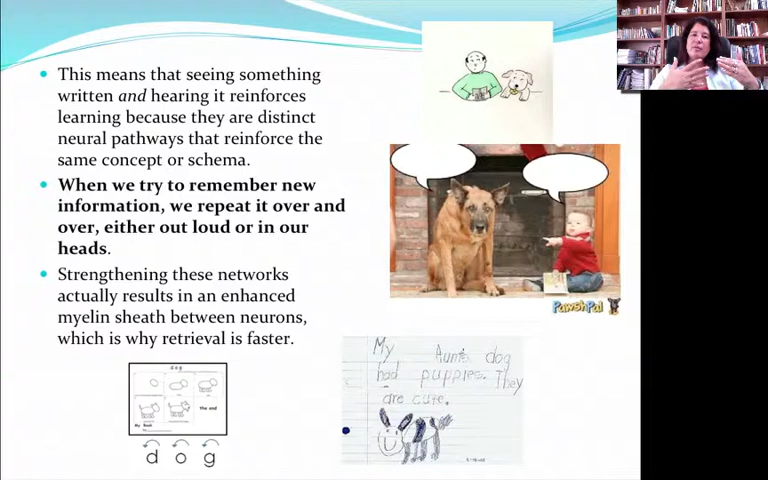 This means that seeing something
written and hearing it reinforces
learning because they are distinct
neural pathways that reinforce the
same concept or schema.
When we try to remember new
information, we repeat it over and
over, either out loud or in our
heads.
Strengthening these networks
actually results in an enhanced
myelin sheath between neurons,
which is why retrieval is faster.
PawshPal
My Aunts dog
had puppies. They
are cute.
dog
The end
My Book
d o g